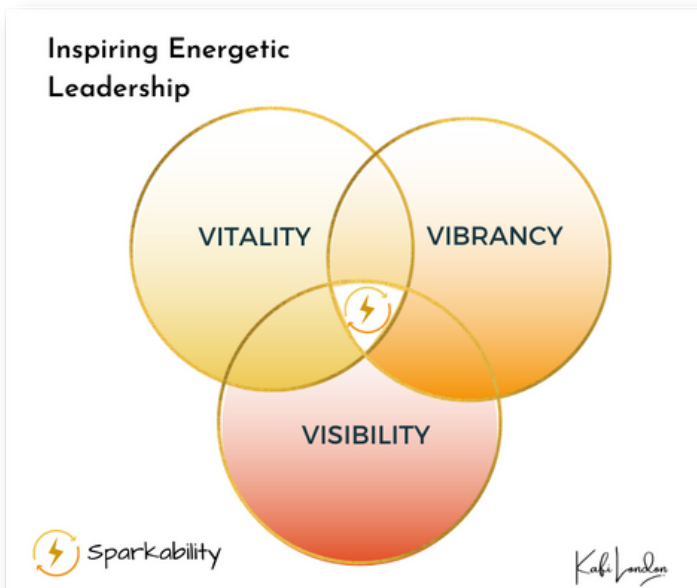 Inspiring Energetic
Leadership
VITALITY
VIBRANCY
VISIBILITY
Sparkability
Kafi London